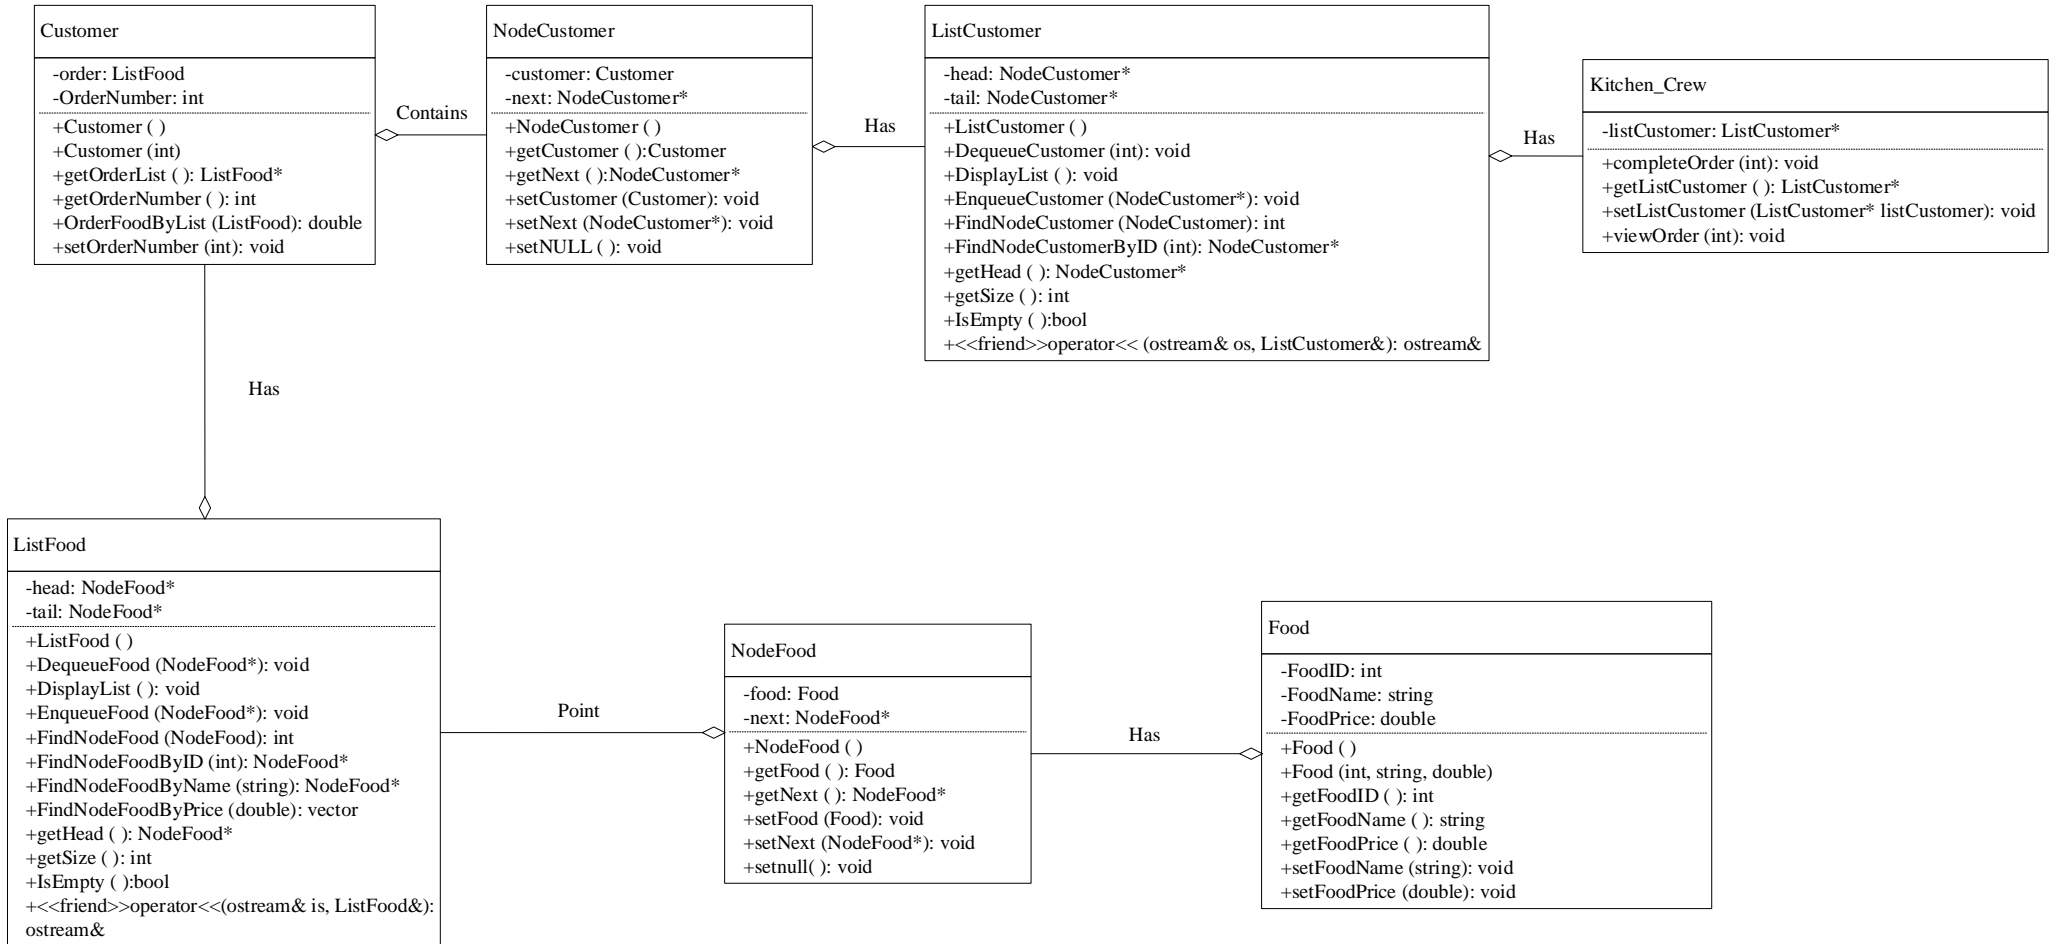 Customer
-order: ListFood
-OrderNumber: int
+Customer ( )
+Customer (int)
+getOrderList ( ): ListFood*
+getOrderNumber ( ): int
+OrderFoodByList (ListFood): double
+setOrderNumber (int): void
Contains
NodeCustomer
-customer: Customer
-next: NodeCustomer*
+NodeCustomer ( )
+getCustomer ( ):Customer
+getNext ( ):NodeCustomer*
+setCustomer (Customer): void
+setNext (NodeCustomer*): void
+setNULL ( ): void
Has
ListCustomer
-head: NodeCustomer*
-tail: NodeCustomer*
+ListCustomer ( )
+DequeueCustomer (int): void
+DisplayList ( ): void
+EnqueueCustomer (NodeCustomer*): void
+FindNodeCustomer (NodeCustomer): int
+FindNodeCustomerByID (int): NodeCustomer*
+getHead ( ): NodeCustomer*
+getSize ( ): int
+IsEmpty ( ):bool
+<<friend>>operator<< (ostream& os, ListCustomer&): ostream&
Has
Kitchen_Crew
-listCustomer: ListCustomer*
+completeOrder (int): void
+getListCustomer ( ): ListCustomer*
+setListCustomer (ListCustomer* listCustomer): void
+viewOrder (int): void
Has
ListFood
-head: NodeFood*
-tail: NodeFood*
+ListFood ( )
+DequeueFood (NodeFood*): void
+DisplayList ( ): void
+EnqueueFood (NodeFood*): void
+FindNodeFood (NodeFood): int
+FindNodeFoodByID (int): NodeFood*
+FindNodeFoodByName (string): NodeFood*
+FindNodeFoodByPrice (double): vector
+getHead ( ): NodeFood*
+getSize ( ): int
+IsEmpty ( ):bool
+<<friend>>operator<<(ostream& is, ListFood&):
ostream&
Point
NodeFood
-food: Food
-next: NodeFood*
+NodeFood ( )
+getFood ( ): Food
+getNext ( ): NodeFood*
+setFood (Food): void
+setNext (NodeFood*): void
+setnull( ): void
Has
Food
-FoodID: int
-FoodName: string
-FoodPrice: double
+Food ( )
+Food (int, string, double)
+getFoodID ( ): int
+getFoodName ( ): string
+getFoodPrice ( ): double
+setFoodName (string): void
+setFoodPrice (double): void